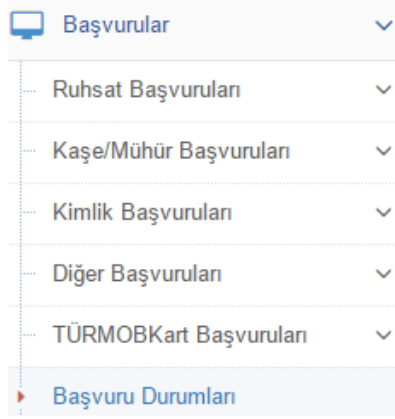 Başvurular
Ruhsat Başvuruları
Kaşe/Mühür Başvuruları
Kimlik Başvuruları
Diğer Başvuruları
TÜRMOBKart Başvuruları
Başvuru Durumları